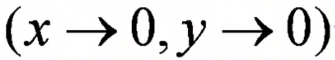 (x → 0, y → 0)